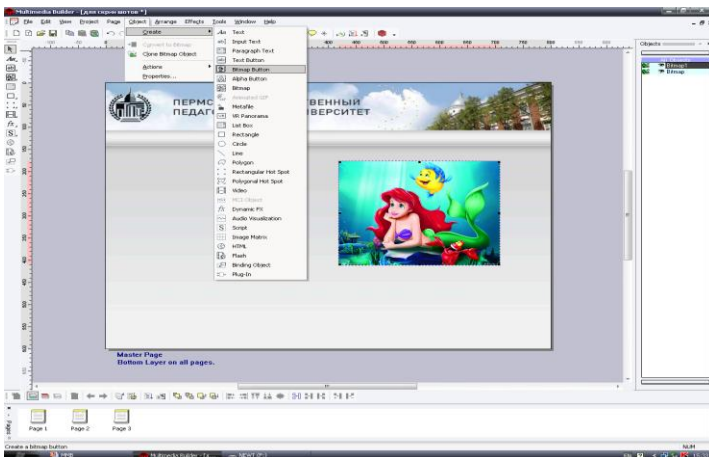 Multimedia Builder - [для скриншотов *]
File Edit View Project Page Object Arrange Effects Tools Window Help
Create
Convert to Bitmap
Clone Bitmap Object
Actions
Properties...
Text
Input Text
Paragraph Text
Text Button
Bitmap Button
Alpha Button
Bitmap
Animated GIF
Metafile
VR Panorama
List Box
Rectangle
Circle
Line
Polygon
Rectangular Hot Spot
Polygonal Hot Spot
Video
MCI Object
Dynamic FX
Audio Visualization
Script
Image Matrix
HTML
Flash
Binding Object
Plug-In
Objects
Bitmap1
Bitmap
ПЕРМС
ВЕННЫЙ
ПЕДАГО
ИВЕРСИТЕТ
Master Page
Bottom Layer on all pages.
Pages
Page 1 Page 2 Page 3
Create a bitmap button
NUM